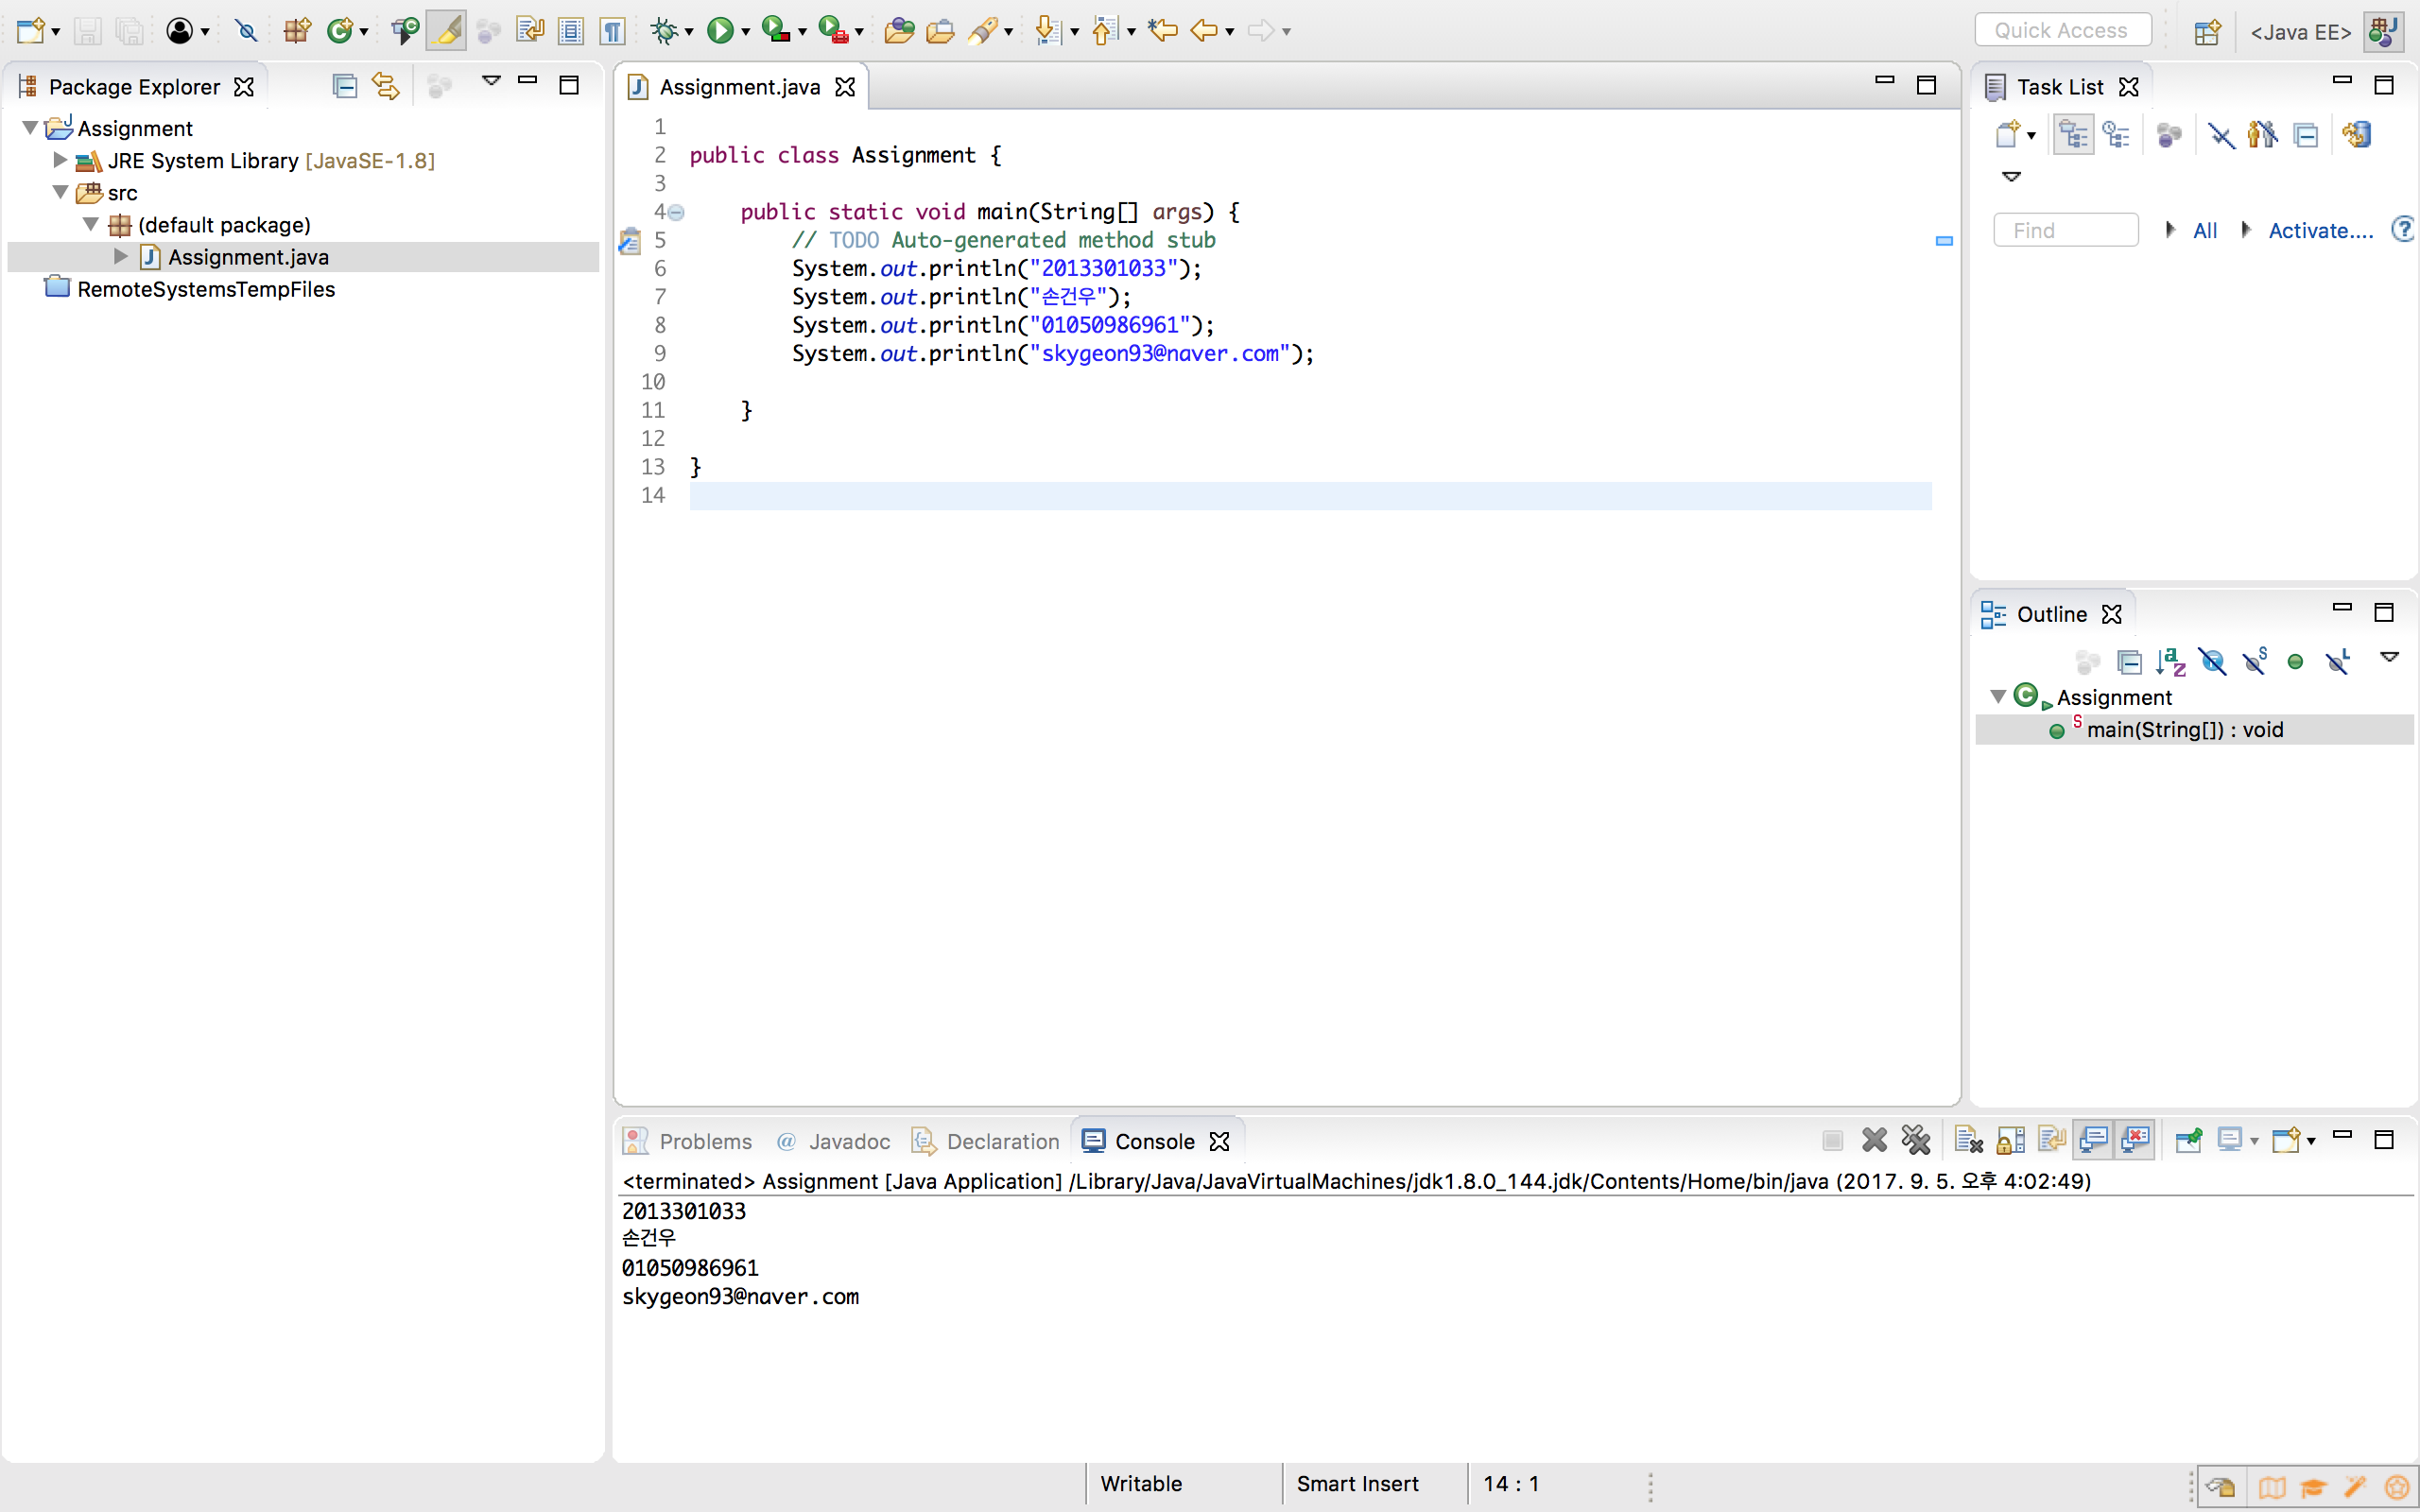 Quick Access
<Java EE>
Package Explorer
Assignment
JRE System Library [JavaSE-1.8]
src
(default package)
Assignment.java
RemoteSystemsTempFiles
Assignment.java
1
2 public class Assignment {
3
4 public static void main(String[] args) {
5 // TODO Auto-generated method stub
6 System.out.println("2013301033");
7 System.out.println("손건우");
8 System.out.println("01050986961");
9 System.out.println("skygeon93@naver.com");
10
11 }
12
13 }
14
Task List
Find All Activate....
Outline
Assignment
main(String[]) : void
Problems Javadoc Declaration Console
<terminated> Assignment [Java Application] /Library/Java/JavaVirtualMachines/jdk1.8.0_144.jdk/Contents/Home/bin/java (2017. 9. 5. 오후 4:02:49)
2013301033
손건우
01050986961
skygeon93@naver.com
Writable Smart Insert 14 : 1